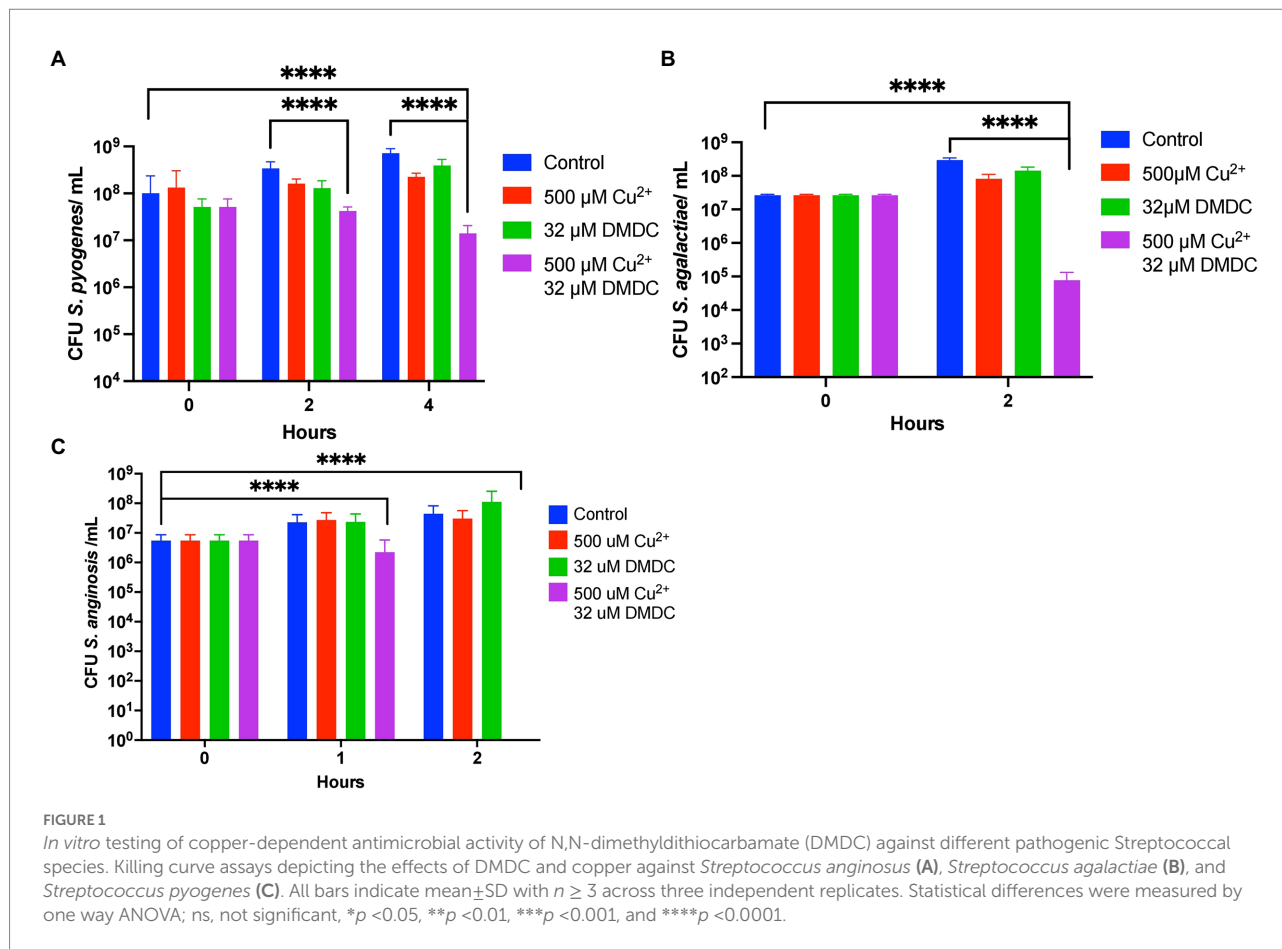 A
****
****
****
CFU S. pyogenes/ mL
10⁹
10⁸
10⁷
10⁶
10⁵
10⁴
0
2
4
Hours
Control
500 µM Cu²⁺
32 µM DMDC
500 µM Cu²⁺
32 µM DMDC
B
****
****
CFU S. agalactiae/ mL
10⁹
10⁸
10⁷
10⁶
10⁵
10⁴
10³
10²
0
2
Hours
Control
500µM Cu²⁺
32µM DMDC
500 µM Cu²⁺
32 µM DMDC
C
****
****
CFU S. anginosis /mL
10⁹
10⁸
10⁷
10⁶
10⁵
10⁴
10³
10²
10¹
10⁰
0
1
2
Hours
Control
500 uM Cu²⁺
32 uM DMDC
500 uM Cu²⁺
32 uM DMDC
FIGURE 1
In vitro testing of copper-dependent antimicrobial activity of N,N-dimethyldithiocarbamate (DMDC) against different pathogenic Streptococcal
species. Killing curve assays depicting the effects of DMDC and copper against Streptococcus anginosus (A), Streptococcus agalactiae (B), and
Streptococcus pyogenes (C). All bars indicate mean±SD with n ≥ 3 across three independent replicates. Statistical differences were measured by
one way ANOVA; ns, not significant, *p <0.05, **p <0.01, ***p <0.001, and ****p <0.0001.